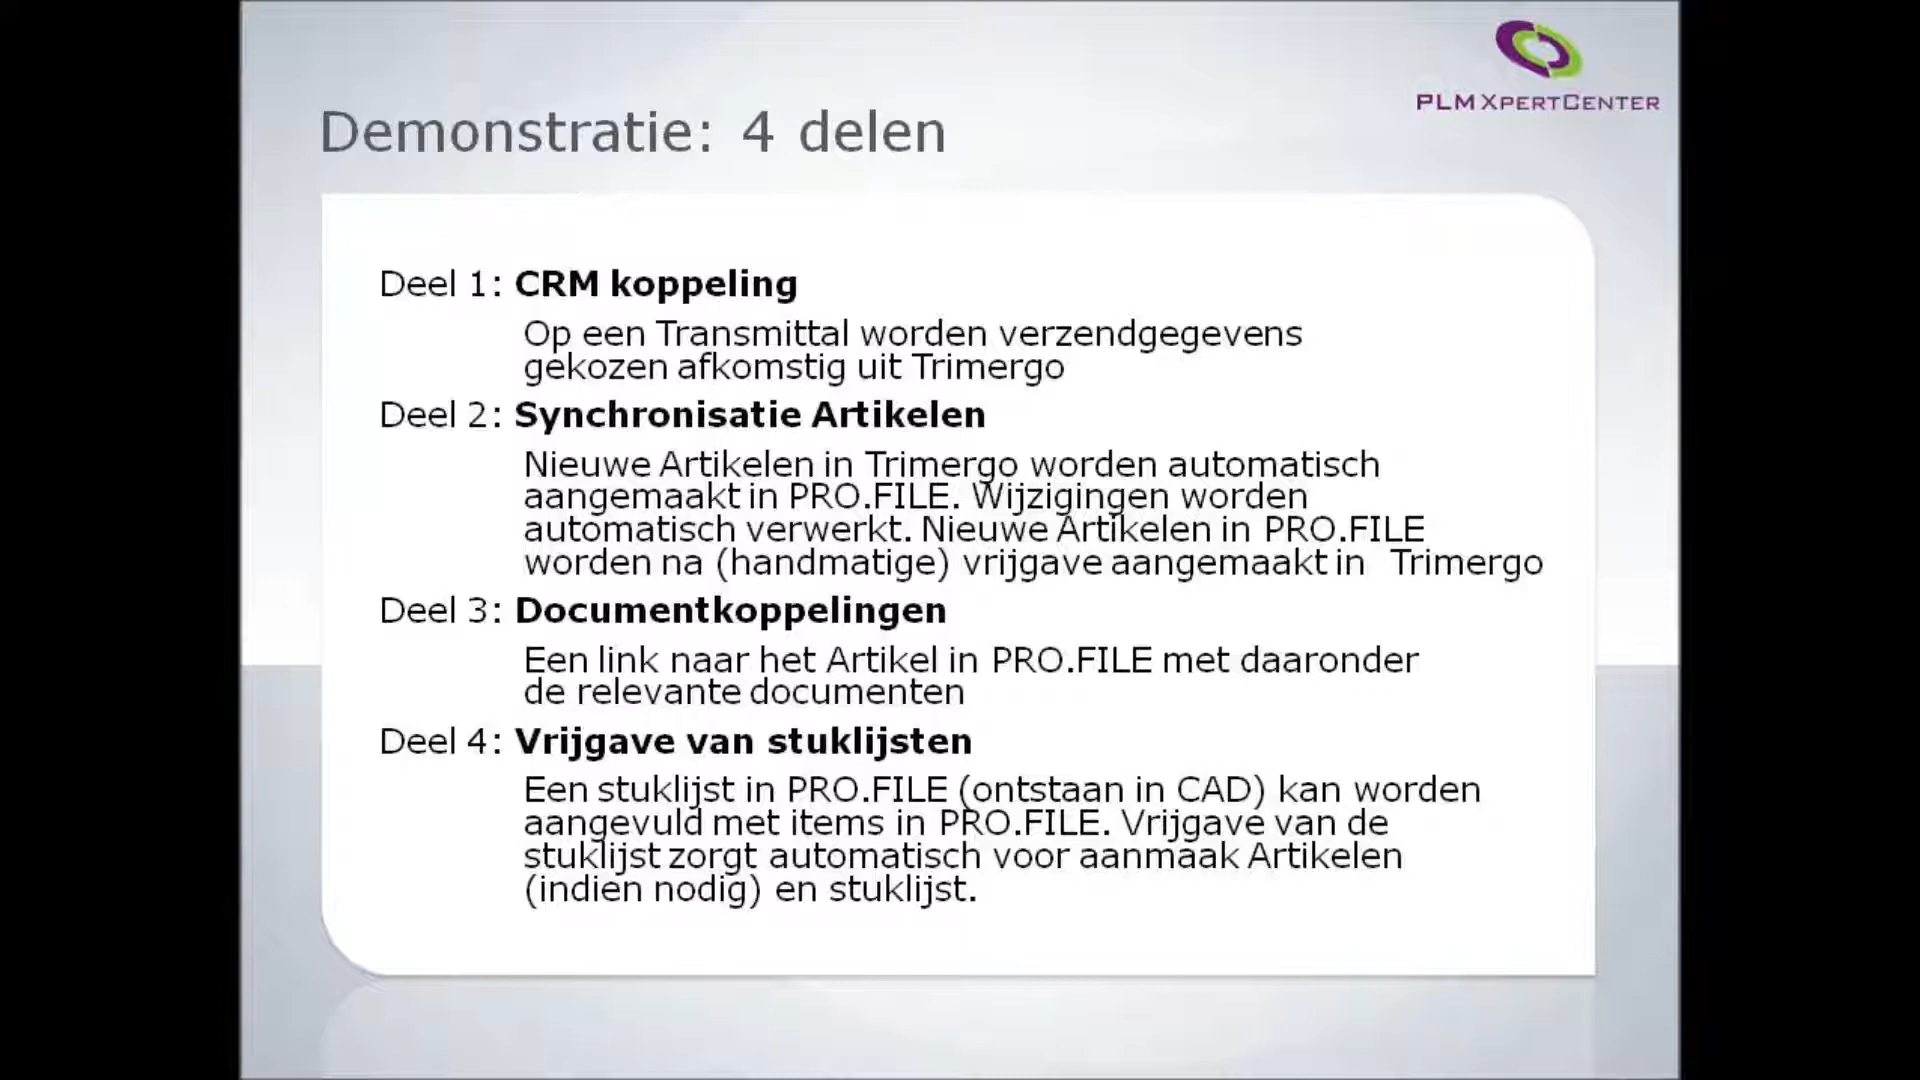 PLM XPERTCENTER
Demonstratie: 4 delen
Deel 1: CRM koppeling
Op een Transmittal worden verzendgegevens
gekozen afkomstig uit Trimergo
Deel 2: Synchronisatie Artikelen
Nieuwe Artikelen in Trimergo worden automatisch
aangemaakt in PRO.FILE. Wijzigingen worden
automatisch verwerkt. Nieuwe Artikelen in PRO.FILE
worden na (handmatige) vrijgave aangemaakt in Trimergo
Deel 3: Documentkoppelingen
Een link naar het Artikel in PRO.FILE met daaronder
de relevante documenten
Deel 4: Vrijgave van stuklijsten
Een stuklijst in PRO.FILE (ontstaan in CAD) kan worden
aangevuld met items in PRO.FILE. Vrijgave van de
stuklijst zorgt automatisch voor aanmaak Artikelen
(indien nodig) en stuklijst.